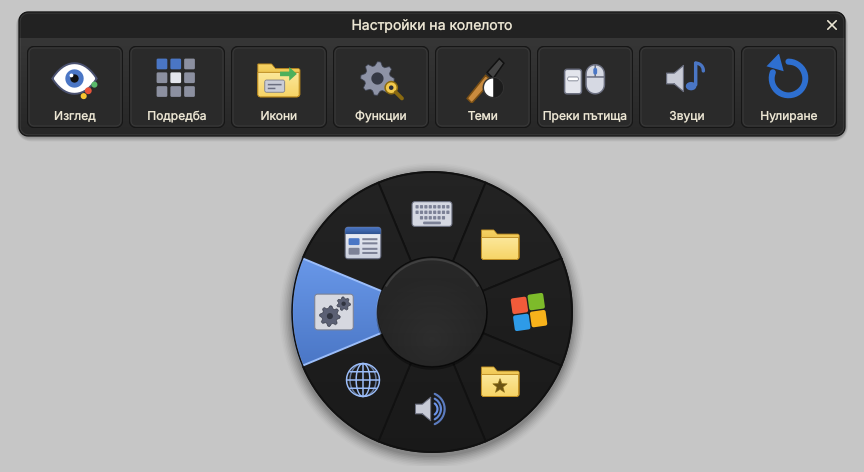 Настройки на колелото
Изглед
Подредба
Икони
Функции
Теми
Преки пътища
Звуци
Нулиране